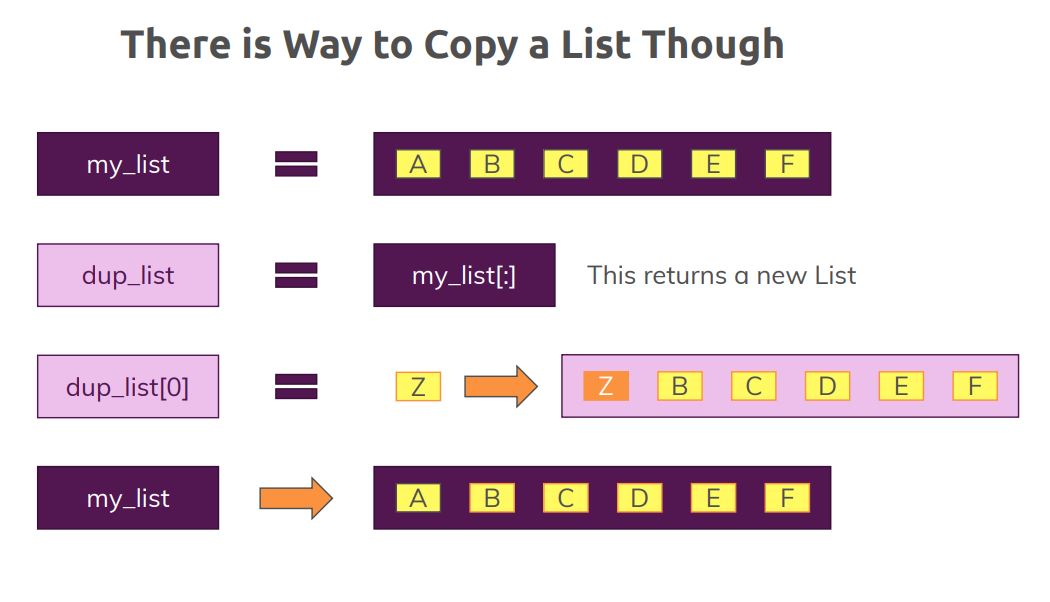 There is Way to Copy a List Though
my_list = A B C D E F
dup_list = my_list[:] This returns a new List
dup_list[0] = Z Z B C D E F
my_list A B C D E F